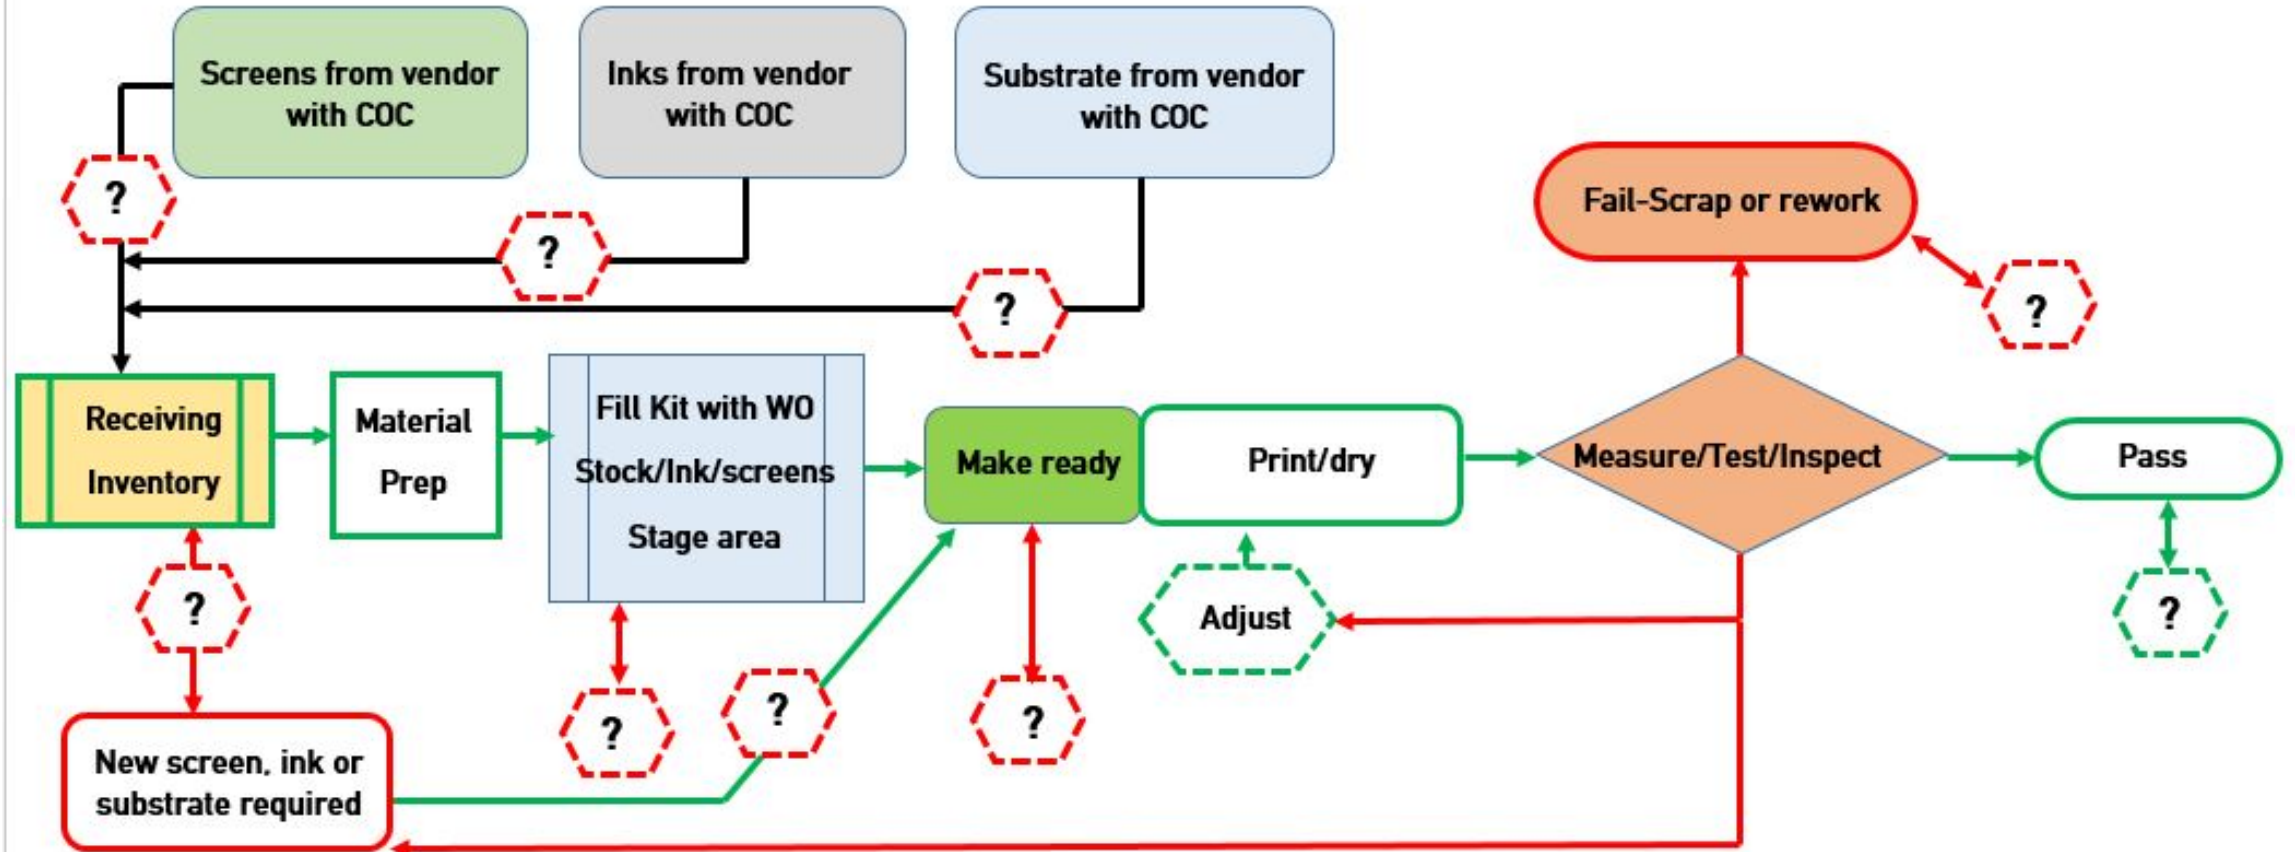 Screens from vendor
with COC
Inks from vendor
with COC
Substrate from vendor
with COC
?
?
?
Fail-Scrap or rework
?
Receiving
Inventory
Material
Prep
Fill Kit with WO
Stock/Ink/screens
Stage area
Make ready
Print/dry
Measure/Test/Inspect
Pass
?
Adjust
?
?
?
?
New screen, ink or
substrate required